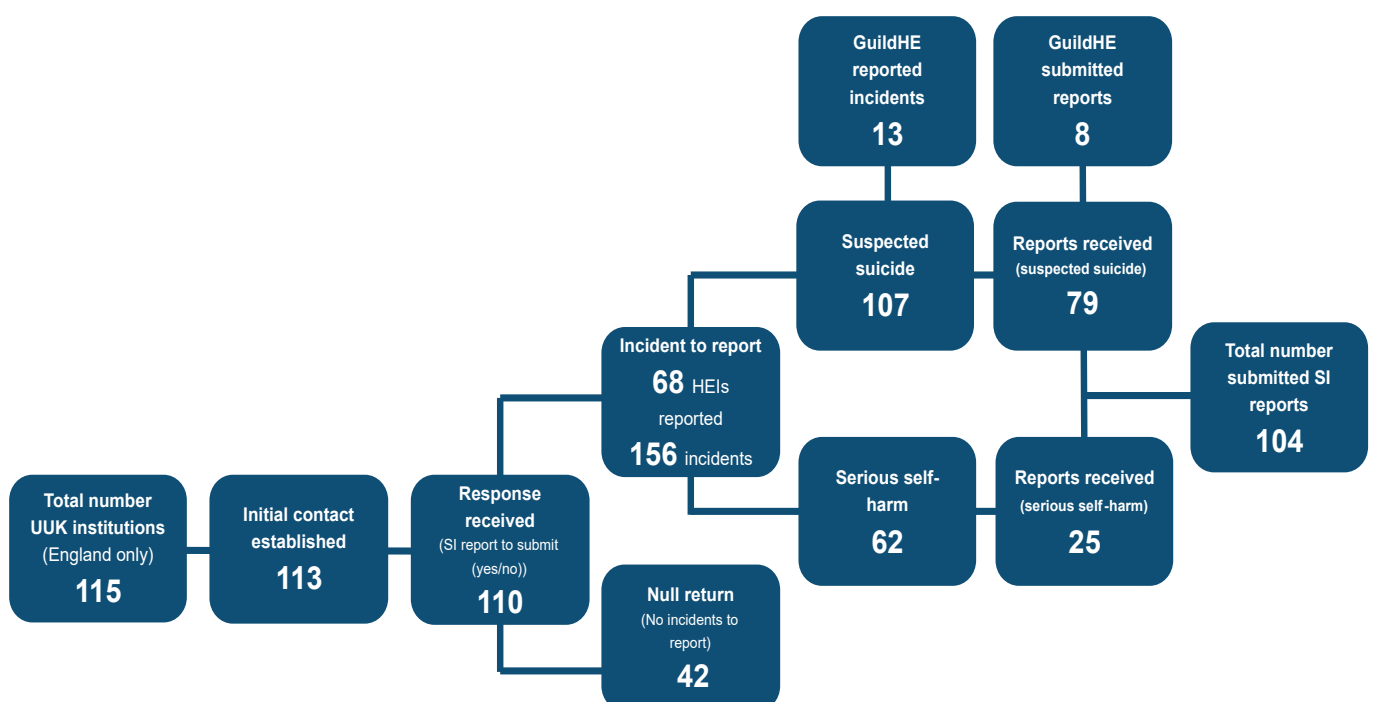 GuildHE
reported
incidents
13
GuildHE
submitted
reports
8
Suspected
suicide
107
Reports received
(suspected suicide)
79
Incident to report
68 HEIs
reported
156 incidents
Total number
submitted SI
reports
104
Total number
UUK institutions
(England only)
115
Initial contact
established
113
Response
received
(SI report to submit
(yes/no))
110
Serious self-
harm
62
Reports received
(serious self-harm)
25
Null return
(No incidents to
report)
42